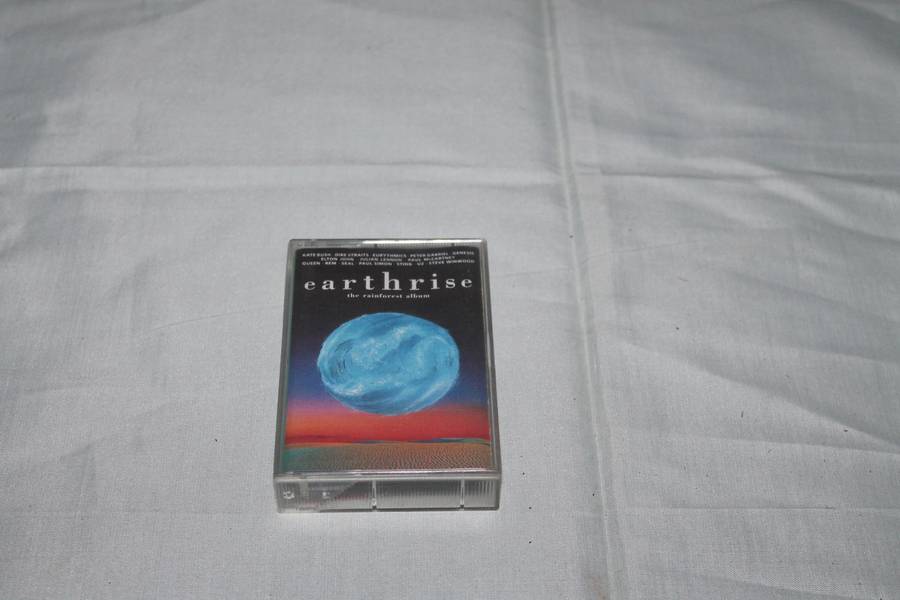 KATE BUSH DIRE STRAITS EURYTHMICS PETER GABRIEL GENESIS
ELTON JOHN JULIAN LENNON PAUL McCARTNEY
QUEEN REM SEAL PAUL SIMON STING U2 STEVE WINWOOD
earthrise
the rainforest album